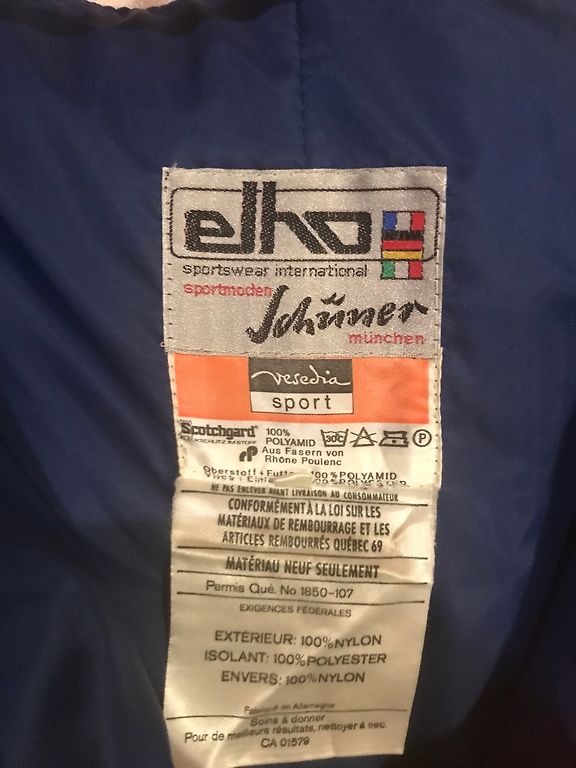 elho
sportswear international
sportmoden
Schümer
münchen
vesedia
sport
Scotchgard®
100%
POLYAMID
30C P
Aus Fasern von
Rhône Poulenc
Oberstoff + Futter 100% POLYAMID
NE PAS ENLEVER AVANT LIVRAISON AU CONSOMMATEUR
CONFORMÉMENT À LA LOI SUR LES
MATÉRIAUX DE REMBOURRAGE ET LES
ARTICLES REMBOURRÉS QUÉBEC 69
MATÉRIAU NEUF SEULEMENT
Permis Qué. No 1850-107
EXIGENCES FÉDÉRALES
EXTÉRIEUR: 100% NYLON
ISOLANT: 100% POLYESTER
ENVERS: 100% NYLON
Fabriqué en Allemagne
Soins à donner
Pour de meilleurs résultats, nettoyer à sec.
CA 01579